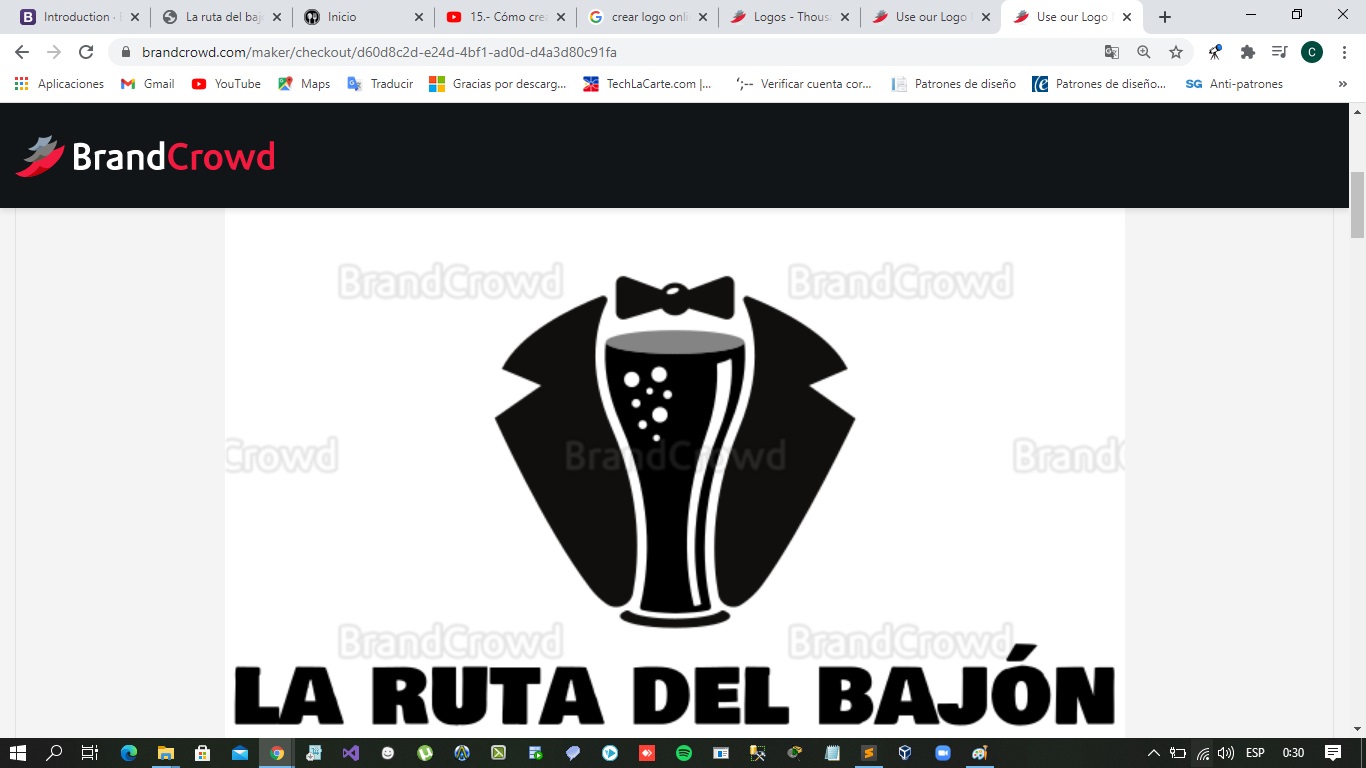 Introduction ·
La ruta del baj
Inicio
15.- Cómo crea
crear logo onli
Logos - Thousa
Use our Logo M
Use our Logo M
brandcrowd.com/maker/checkout/d60d8c2d-e24d-4bf1-ad0d-d4a3d80c91fa
C
Aplicaciones
Gmail
YouTube
Maps
Traducir
Gracias por descarg...
TechLaCarte.com |...
Verificar cuenta cor...
Patrones de diseño
Patrones de diseño...
SG Anti-patrones
»
BrandCrowd
BrandCrowd BrandCrowd
Crowd BrandCrowd BrandC
BrandCrowd BrandCrowd
LA RUTA DEL BAJÓN
ESP 0:30